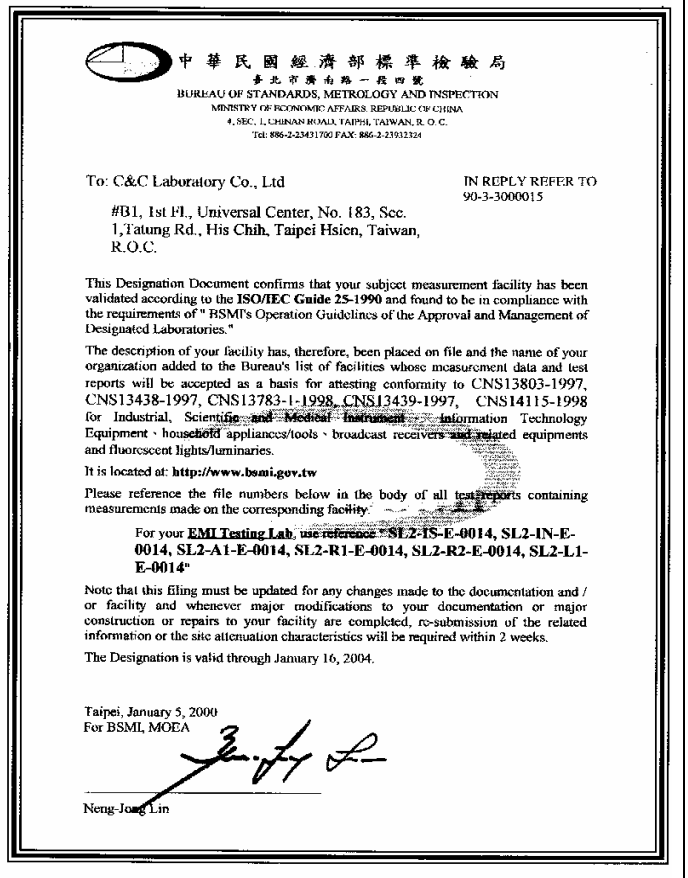 中華民國經濟部標準檢驗局
臺北市濟南路一段四號
BUREAU OF STANDARDS, METROLOGY AND INSPECTION
MINISTRY OF ECONOMIC AFFAIRS. REPUBLIC OF CHINA
4, SEC. 1, CHINAN ROAD, TAIPEI, TAIWAN, R. O. C.
Tel: 886-2-23431700 FAX: 886-2-23932324
To: C&C Laboratory Co., Ltd
IN REPLY REFER TO
90-3-3000015
#B1, 1st Fl., Universal Center, No. 183, Sec.
1,Tatung Rd., His Chih, Taipei Hsien, Taiwan,
R.O.C.
This Designation Document confirms that your subject measurement facility has been
validated according to the ISO/IEC Guide 25-1990 and found to be in compliance with
the requirements of " BSMI's Operation Guidelines of the Approval and Management of
Designated Laboratories."
The description of your facility has, therefore, been placed on file and the name of your
organization added to the Bureau's list of facilities whose measurement data and test
reports will be accepted as a basis for attesting conformity to CNS13803-1997,
CNS13438-1997, CNS13783-1-1998, CNS13439-1997, CNS14115-1998
for Industrial, Scientific and Medical Instrument、Information Technology
Equipment、household appliances/tools、broadcast receivers and related equipments
and fluorescent lights/luminaries.
It is located at: http://www.bsmi.gov.tw
Please reference the file numbers below in the body of all test reports containing
measurements made on the corresponding facility.
For your EMI Testing Lab, use reference "SL2-IS-E-0014, SL2-IN-E-
0014, SL2-A1-E-0014, SL2-R1-E-0014, SL2-R2-E-0014, SL2-L1-
E-0014"
Note that this filing must be updated for any changes made to the documentation and /
or facility and whenever major modifications to your documentation or major
construction or repairs to your facility are completed, re-submission of the related
information or the site attenuation characteristics will be required within 2 weeks.
The Designation is valid through January 16, 2004.
Taipei, January 5, 2000
For BSMI, MOEA
Neng-Jong Lin